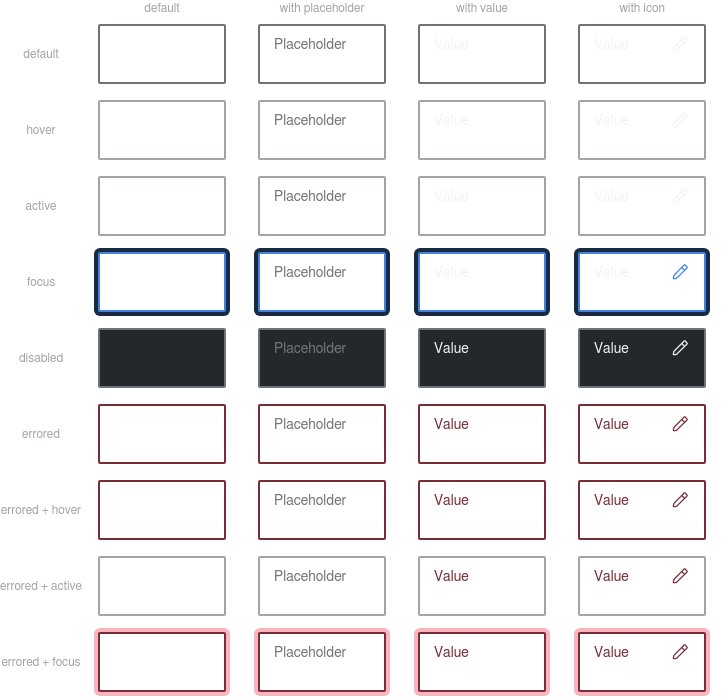 default with placeholder with value with icon
default Placeholder Value Value
hover Placeholder Value Value
active Placeholder Value Value
focus Placeholder Value Value
disabled Placeholder Value Value
errored Placeholder Value Value
errored + hover Placeholder Value Value
errored + active Placeholder Value Value
errored + focus Placeholder Value Value